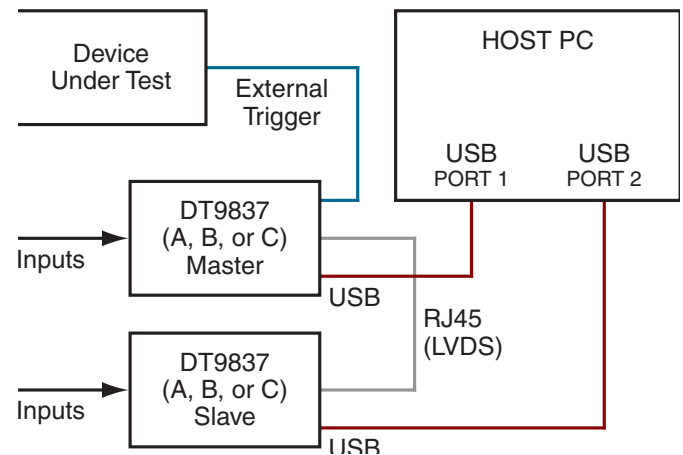 Device
Under Test
External
Trigger
HOST PC
USB
PORT 1
USB
PORT 2
DT9837
(A, B, or C)
Master
Inputs
USB
RJ45
(LVDS)
DT9837
(A, B, or C)
Slave
Inputs
USB